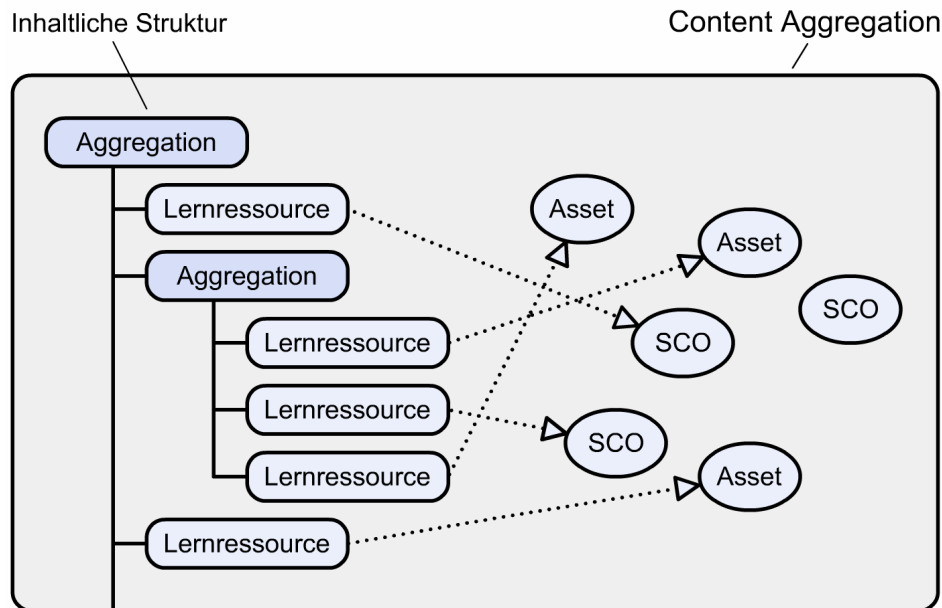 Inhaltliche Struktur
Content Aggregation
Aggregation
Lernressource
Asset
Asset
Aggregation
SCO
Lernressource
SCO
Lernressource
SCO
Lernressource
Asset
Lernressource